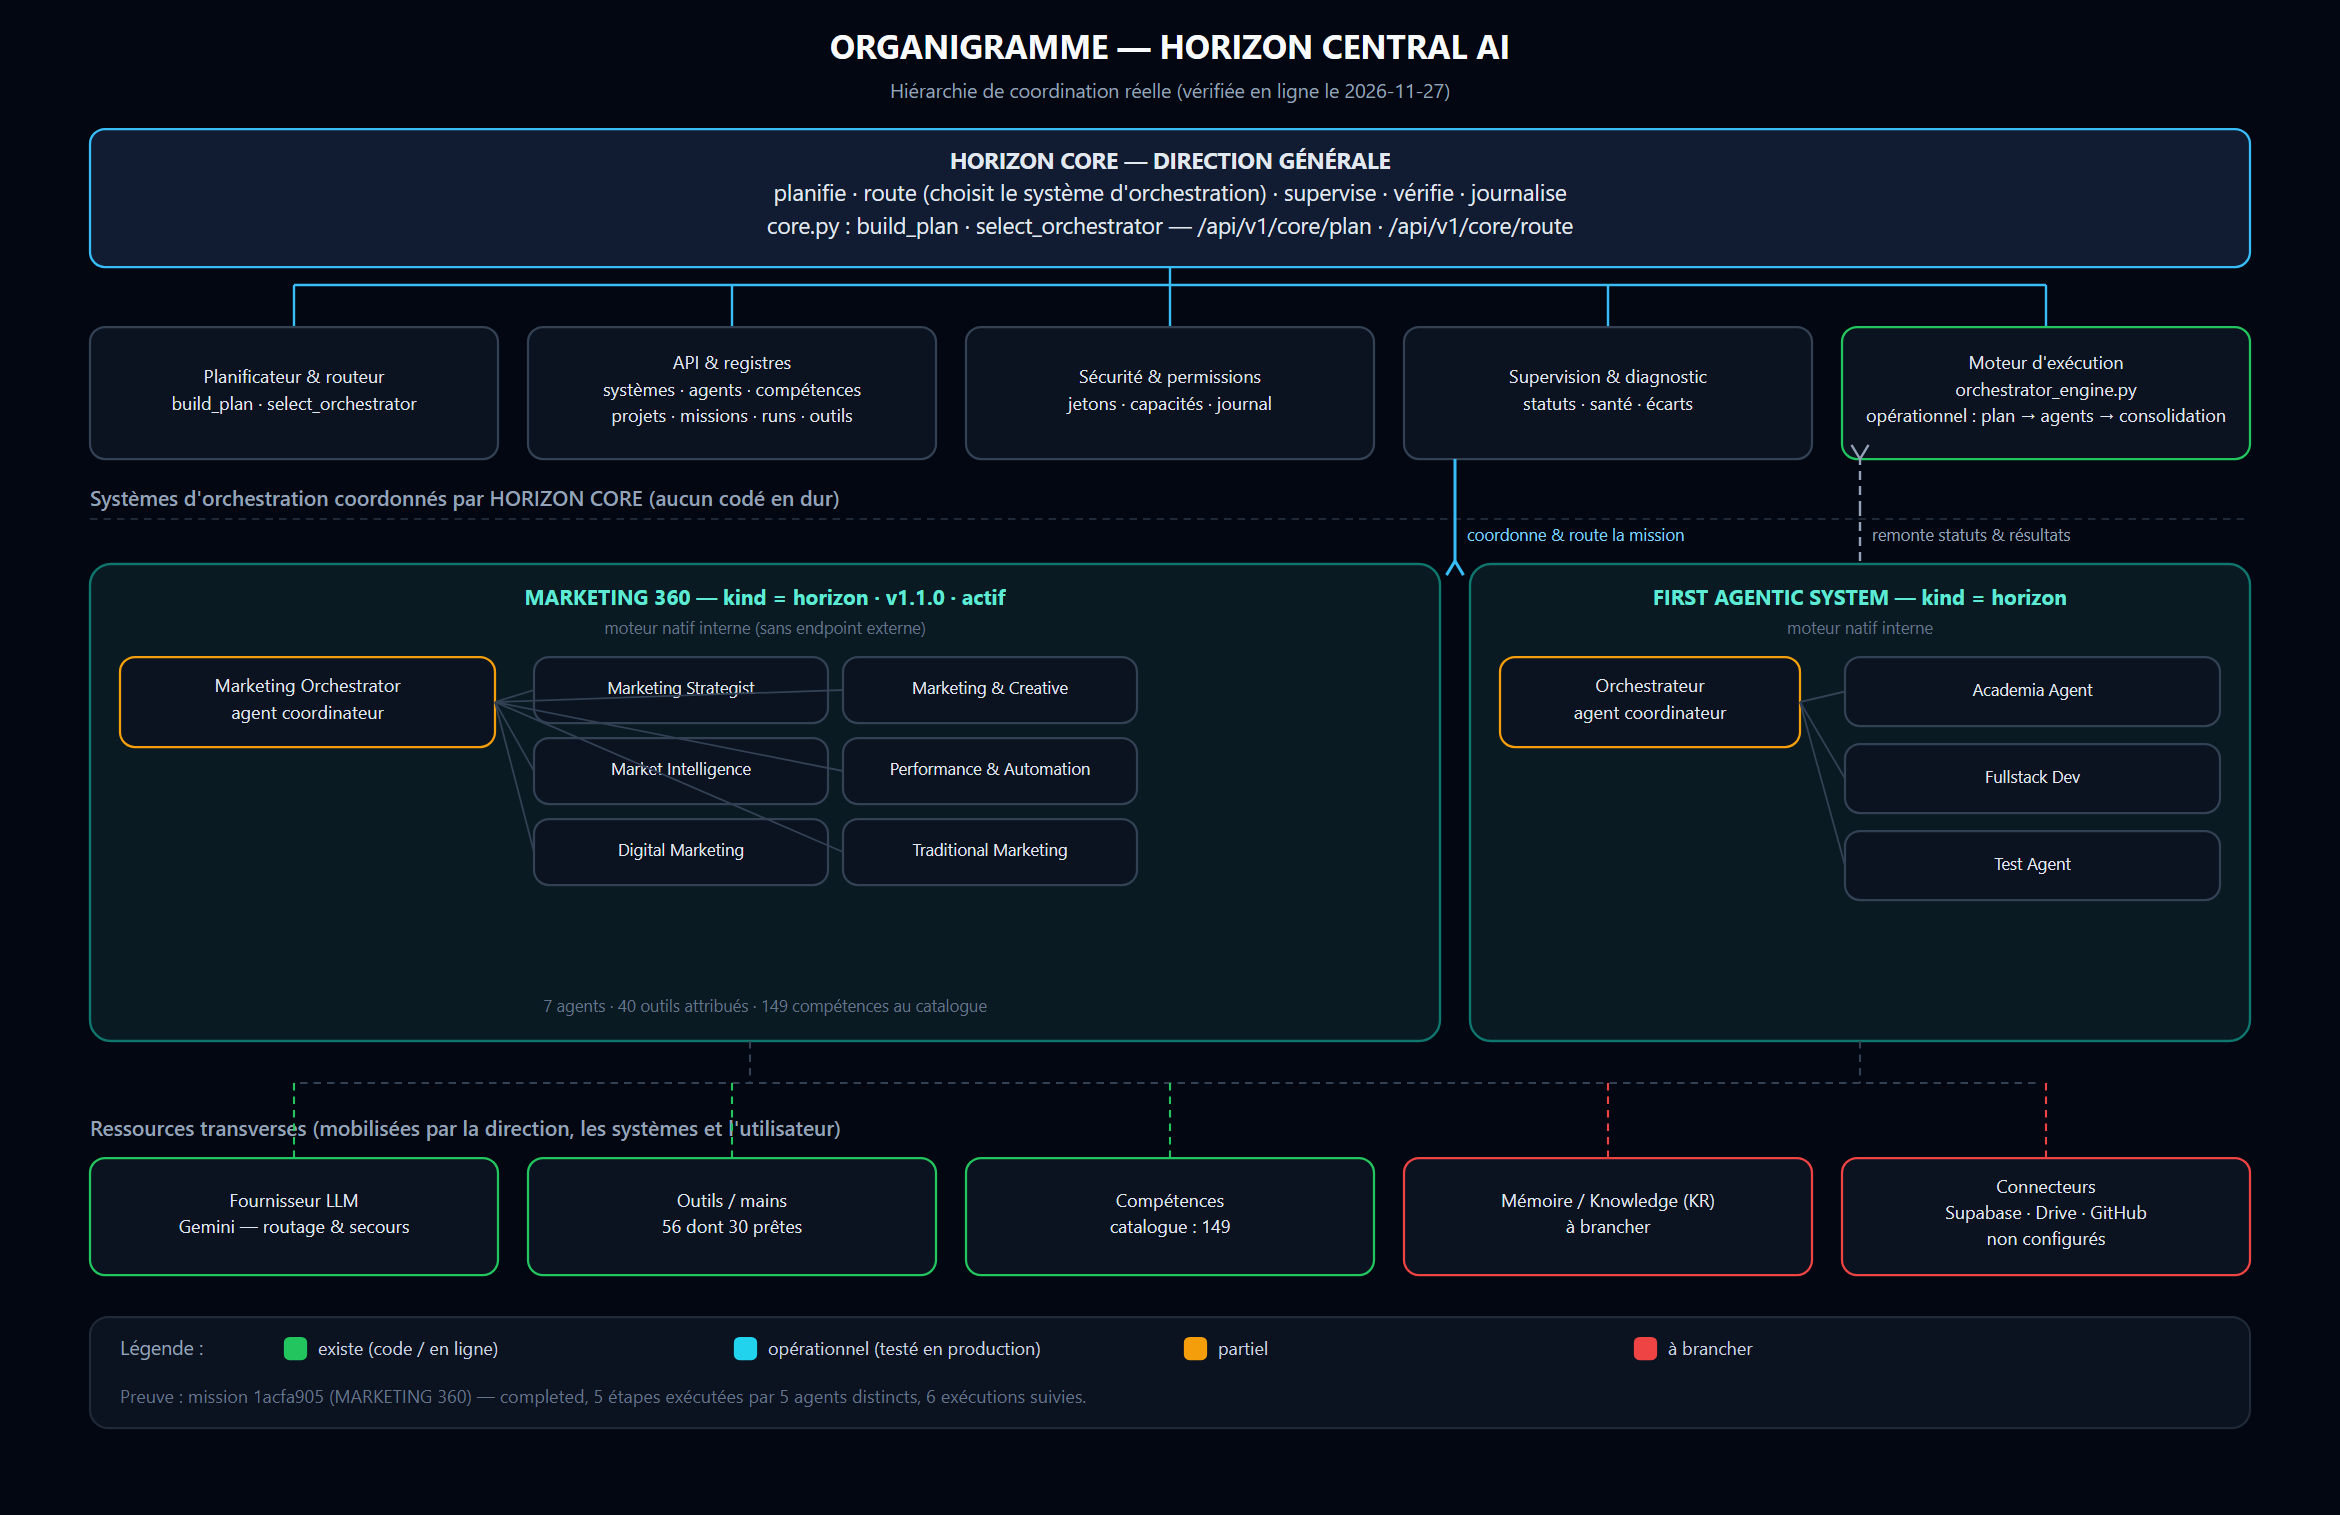 ORGANIGRAMME — HORIZON CENTRAL AI
Hiérarchie de coordination réelle (vérifiée en ligne le 2026-11-27)
HORIZON CORE — DIRECTION GÉNÉRALE
planifie · route (choisit le système d'orchestration) · supervise · vérifie · journalise
core.py : build_plan · select_orchestrator — /api/v1/core/plan · /api/v1/core/route
Planificateur & routeur
build_plan · select_orchestrator
API & registres
systèmes · agents · compétences
projets · missions · runs · outils
Sécurité & permissions
jetons · capacités · journal
Supervision & diagnostic
statuts · santé · écarts
Moteur d'exécution
orchestrator_engine.py
opérationnel : plan → agents → consolidation
Systèmes d'orchestration coordonnés par HORIZON CORE (aucun codé en dur)
coordonne & route la mission
remonte statuts & résultats
MARKETING 360 — kind = horizon · v1.1.0 · actif
moteur natif interne (sans endpoint externe)
Marketing Orchestrator
agent coordinateur
Marketing Strategist
Marketing & Creative
Market Intelligence
Performance & Automation
Digital Marketing
Traditional Marketing
7 agents · 40 outils attribués · 149 compétences au catalogue
FIRST AGENTIC SYSTEM — kind = horizon
moteur natif interne
Orchestrateur
agent coordinateur
Academia Agent
Fullstack Dev
Test Agent
Ressources transverses (mobilisées par la direction, les systèmes et l'utilisateur)
Fournisseur LLM
Gemini — routage & secours
Outils / mains
56 dont 30 prêtes
Compétences
catalogue : 149
Mémoire / Knowledge (KR)
à brancher
Connecteurs
Supabase · Drive · GitHub
non configurés
Légende :
existe (code / en ligne)
opérationnel (testé en production)
partiel
à brancher
Preuve : mission 1acfa905 (MARKETING 360) — completed, 5 étapes exécutées par 5 agents distincts, 6 exécutions suivies.